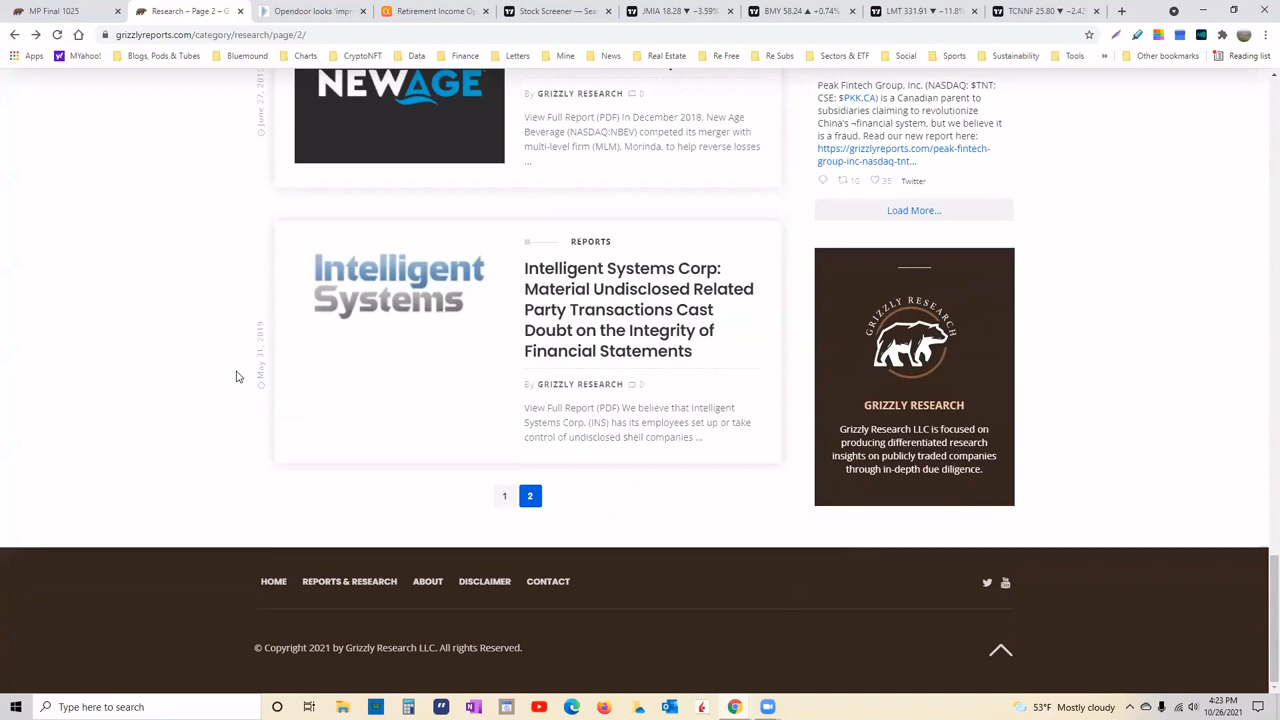 MP Final 1025
Research – Page 2 – G
Intelligent Income
Retirement Income
JMIA 18.28 ▼ −3.59%
BMY 58.24 ▲ +0.74%
LMT 331.91 ▼ −11.8%
TCNNF 25.80 ▼ −2.
grizzlyreports.com/category/research/page/2/
Apps MYahoo! Blogs, Pods & Tubes Bluemound Charts CryptoNFT Data Finance Letters Mine News Real Estate Re Free Re Subs Sectors & ETF Social Sports Sustainability Tools » Other bookmarks Reading list
June 27, 201
NEWAGE
By GRIZZLY RESEARCH 0
View Full Report (PDF) In December 2018, New Age
Beverage (NASDAQ:NBEV) competed its merger with
multi-level firm (MLM), Morinda, to help reverse losses
...
May 31, 2019
Intelligent
Systems
REPORTS
Intelligent Systems Corp:
Material Undisclosed Related
Party Transactions Cast
Doubt on the Integrity of
Financial Statements
By GRIZZLY RESEARCH 0
View Full Report (PDF) We believe that Intelligent
Systems Corp. (INS) has its employees set up or take
control of undisclosed shell companies ...
1 2
Peak Fintech Group, Inc. (NASDAQ: $TNT;
CSE: $PKK.CA) is a Canadian parent to
subsidiaries claiming to revolutionize
China's ¬financial system, but we believe it
is a fraud. Read our new report here:
https://grizzlyreports.com/peak-fintech-
group-inc-nasdaq-tnt...
10 35 Twitter
Load More...
GRIZZLY RESEARCH
GRIZZLY RESEARCH
Grizzly Research LLC is focused on
producing differentiated research
insights on publicly traded companies
through in-depth due diligence.
HOME REPORTS & RESEARCH ABOUT DISCLAIMER CONTACT
© Copyright 2021 by Grizzly Research LLC. All rights Reserved.
Type here to search
53°F Mostly cloudy
4:23 PM
10/26/2021